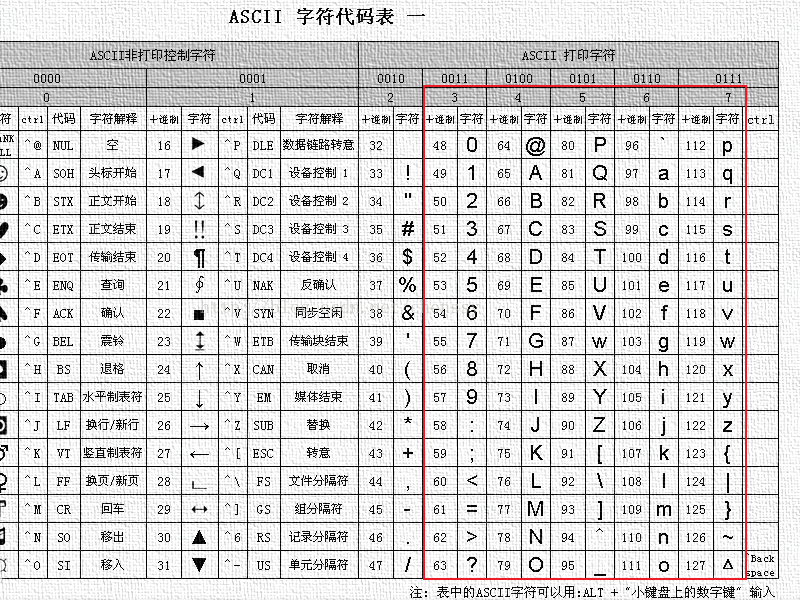 ASCII 字符代码表 一
ASCII非打印控制字符 ASCII 打印字符
0000 0001 0010 0011 0100 0101 0110 0111
0 1 2 3 4 5 6 7
符 ctrl 代码 字符解释 十进制 字符 ctrl 代码 字符解释 十进制 字符 十进制 字符 十进制 字符 十进制 字符 十进制 字符 十进制 字符 ctrl
^@ NUL 空 16 ► ^P DLE 数据链路转意 32 48 0 64 @ 80 P 96 ` 112 p
^A SOH 头标开始 17 ◄ ^Q DC1 设备控制 1 33 ! 49 1 65 A 81 Q 97 a 113 q
^B STX 正文开始 18 ↕ ^R DC2 设备控制 2 34 " 50 2 66 B 82 R 98 b 114 r
^C ETX 正文结束 19 ‼ ^S DC3 设备控制 3 35 # 51 3 67 C 83 S 99 c 115 s
^D EOT 传输结束 20 ¶ ^T DC4 设备控制 4 36 $ 52 4 68 D 84 T 100 d 116 t
^E ENQ 查询 21 ∮ ^U NAK 反确认 37 % 53 5 69 E 85 U 101 e 117 u
^F ACK 确认 22 ■ ^V SYN 同步空闲 38 & 54 6 70 F 86 V 102 f 118 v
^G BEL 震铃 23 ↨ ^W ETB 传输块结束 39 ' 55 7 71 G 87 w 103 g 119 w
^H BS 退格 24 ↑ ^X CAN 取消 40 ( 56 8 72 H 88 X 104 h 120 x
^I TAB 水平制表符 25 ↓ ^Y EM 媒体结束 41 ) 57 9 73 I 89 Y 105 i 121 y
^J LF 换行/新行 26 → ^Z SUB 替换 42 * 58 : 74 J 90 Z 106 j 122 z
^K VT 竖直制表符 27 ← ^[ ESC 转意 43 + 59 ; 75 K 91 [ 107 k 123 {
^L FF 换页/新页 28 ∟ ^\ FS 文件分隔符 44 , 60 < 76 L 92 \ 108 l 124 |
^M CR 回车 29 ↔ ^] GS 组分隔符 45 - 61 = 77 M 93 ] 109 m 125 }
^N SO 移出 30 ▲ ^6 RS 记录分隔符 46 . 62 > 78 N 94 ^ 110 n 126 ~
^O SI 移入 31 ▼ ^- US 单元分隔符 47 / 63 ? 79 O 95 _ 111 o 127 Δ ^Back space
注：表中的ASCII字符可以用:ALT + "小键盘上的数字键" 输入